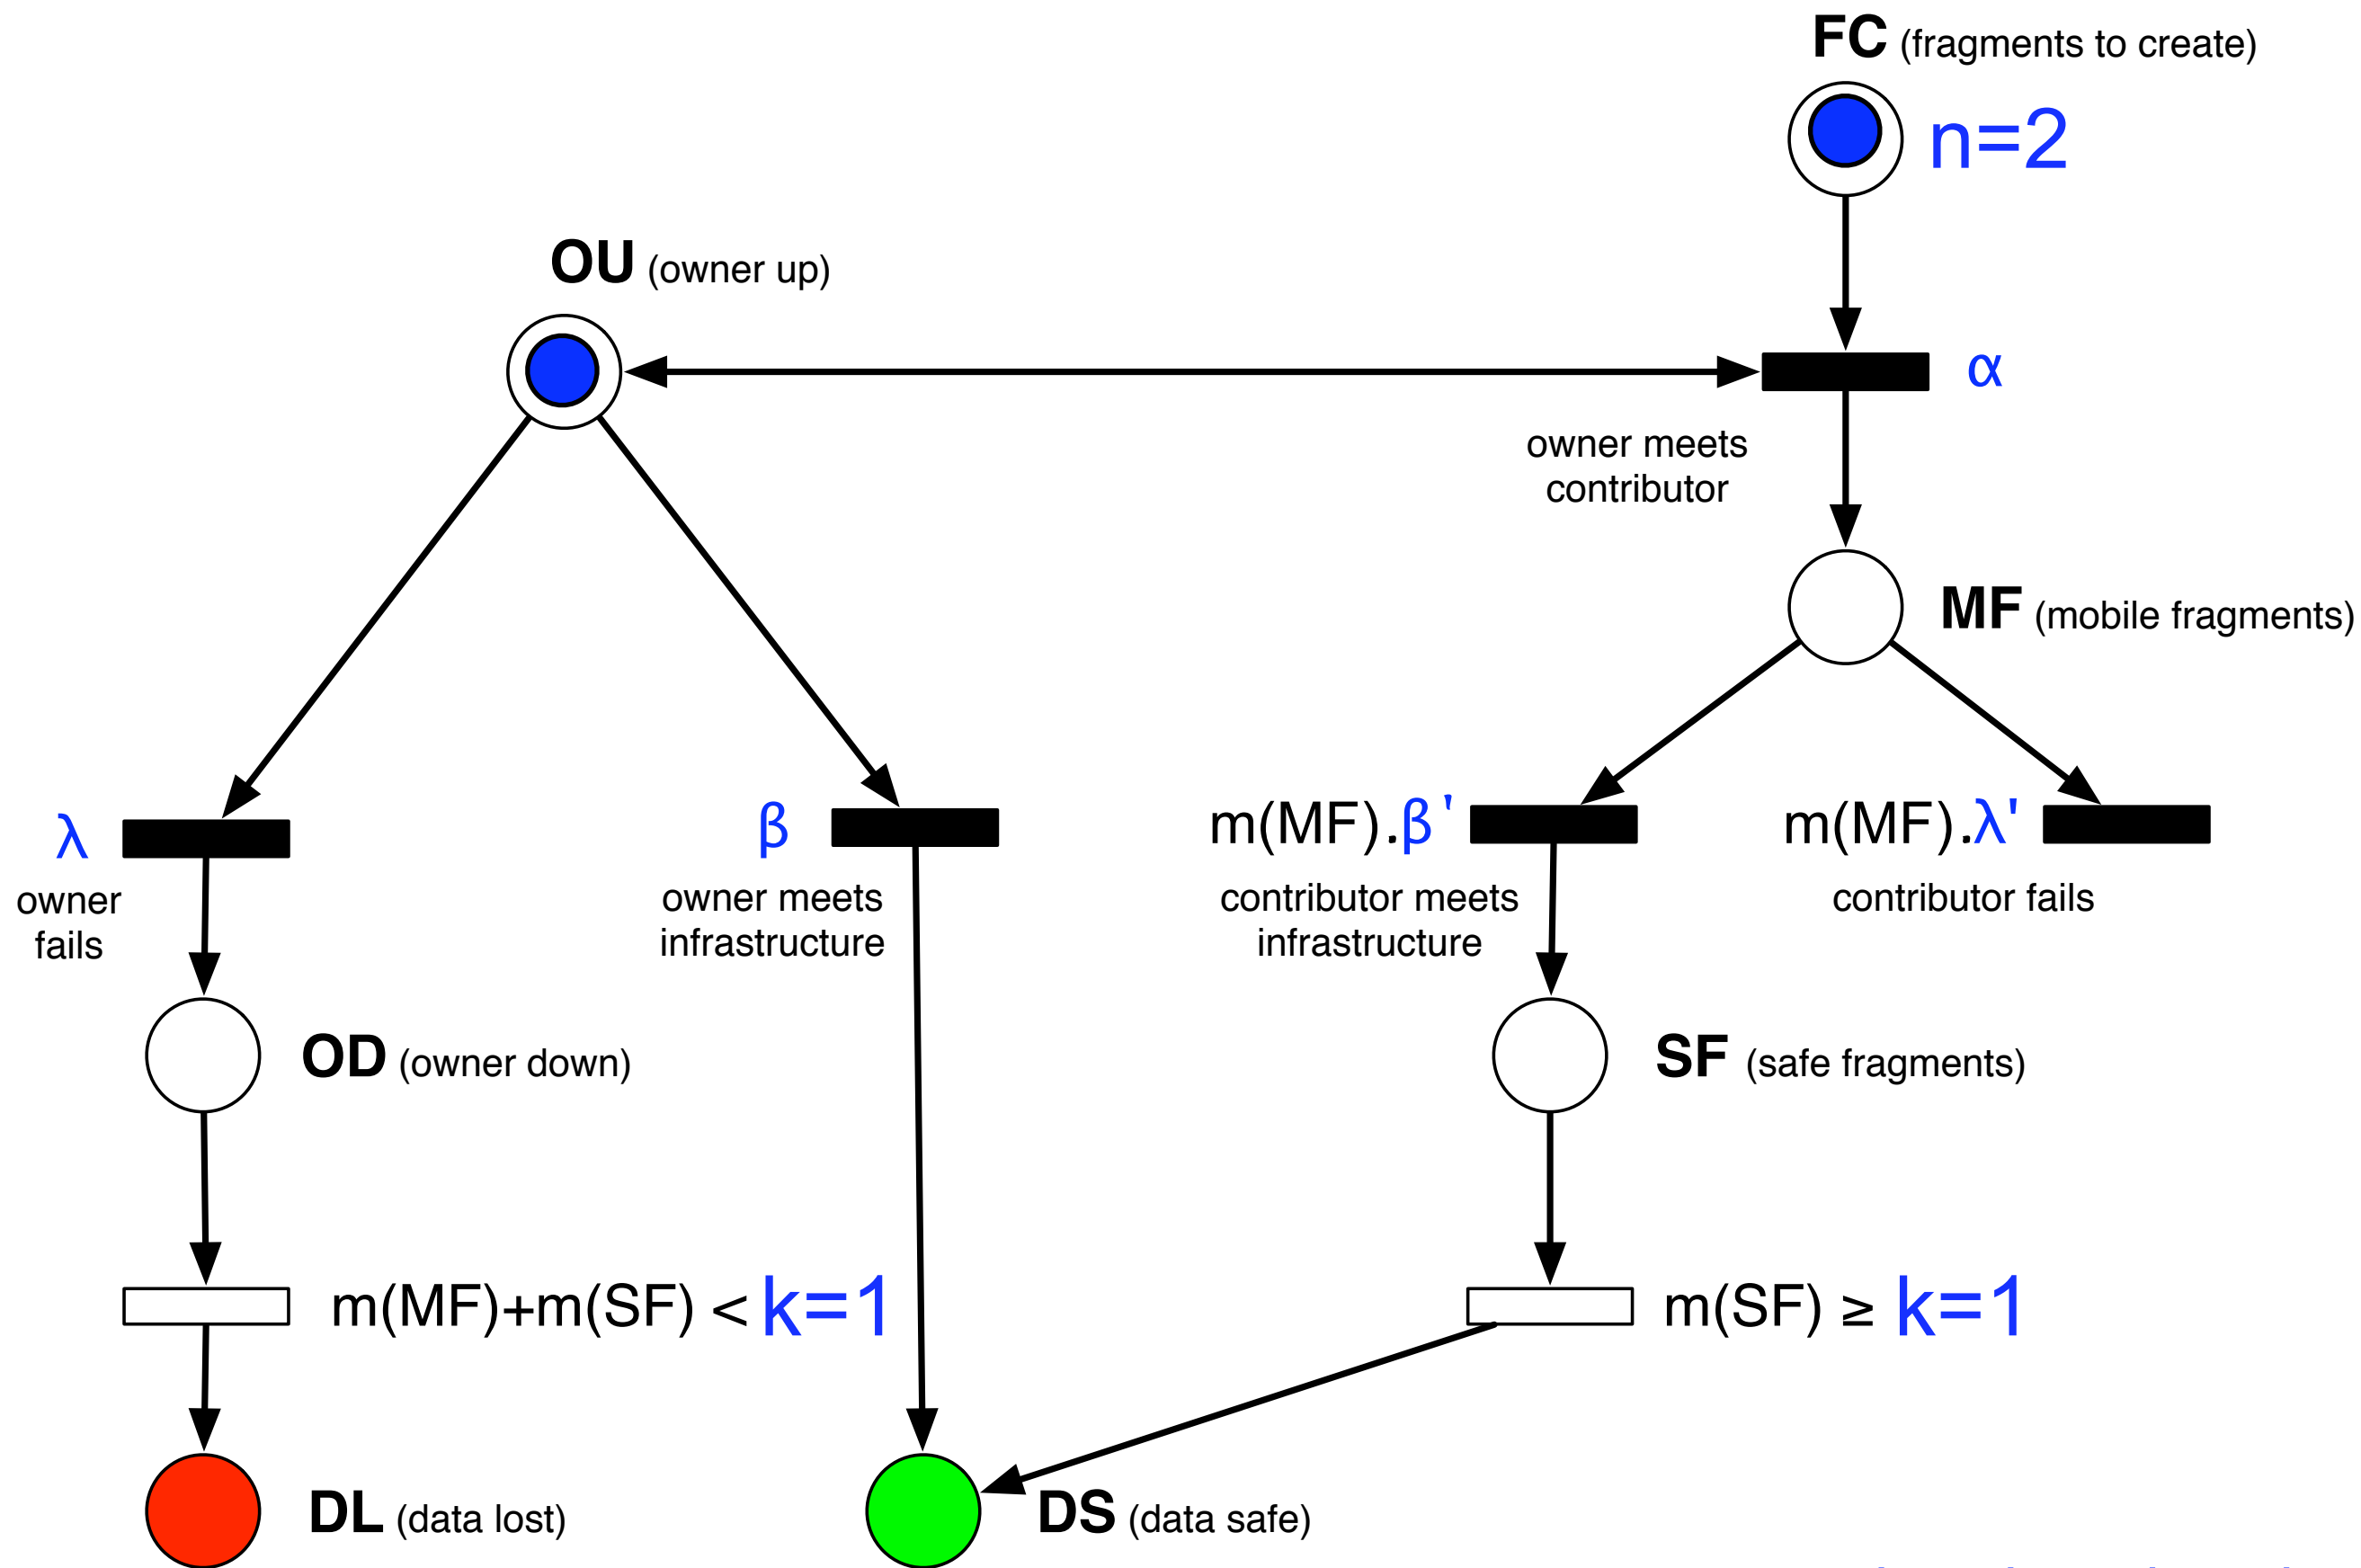 FC (fragments to create)
n=2
OU (owner up)
α
owner meets
contributor
MF (mobile fragments)
λ
owner
fails
β
owner meets
infrastructure
m(MF).β'
contributor meets
infrastructure
m(MF).λ'
contributor fails
OD (owner down)
SF (safe fragments)
m(MF)+m(SF) < k=1
m(SF) ≥ k=1
DL (data lost)
DS (data safe)